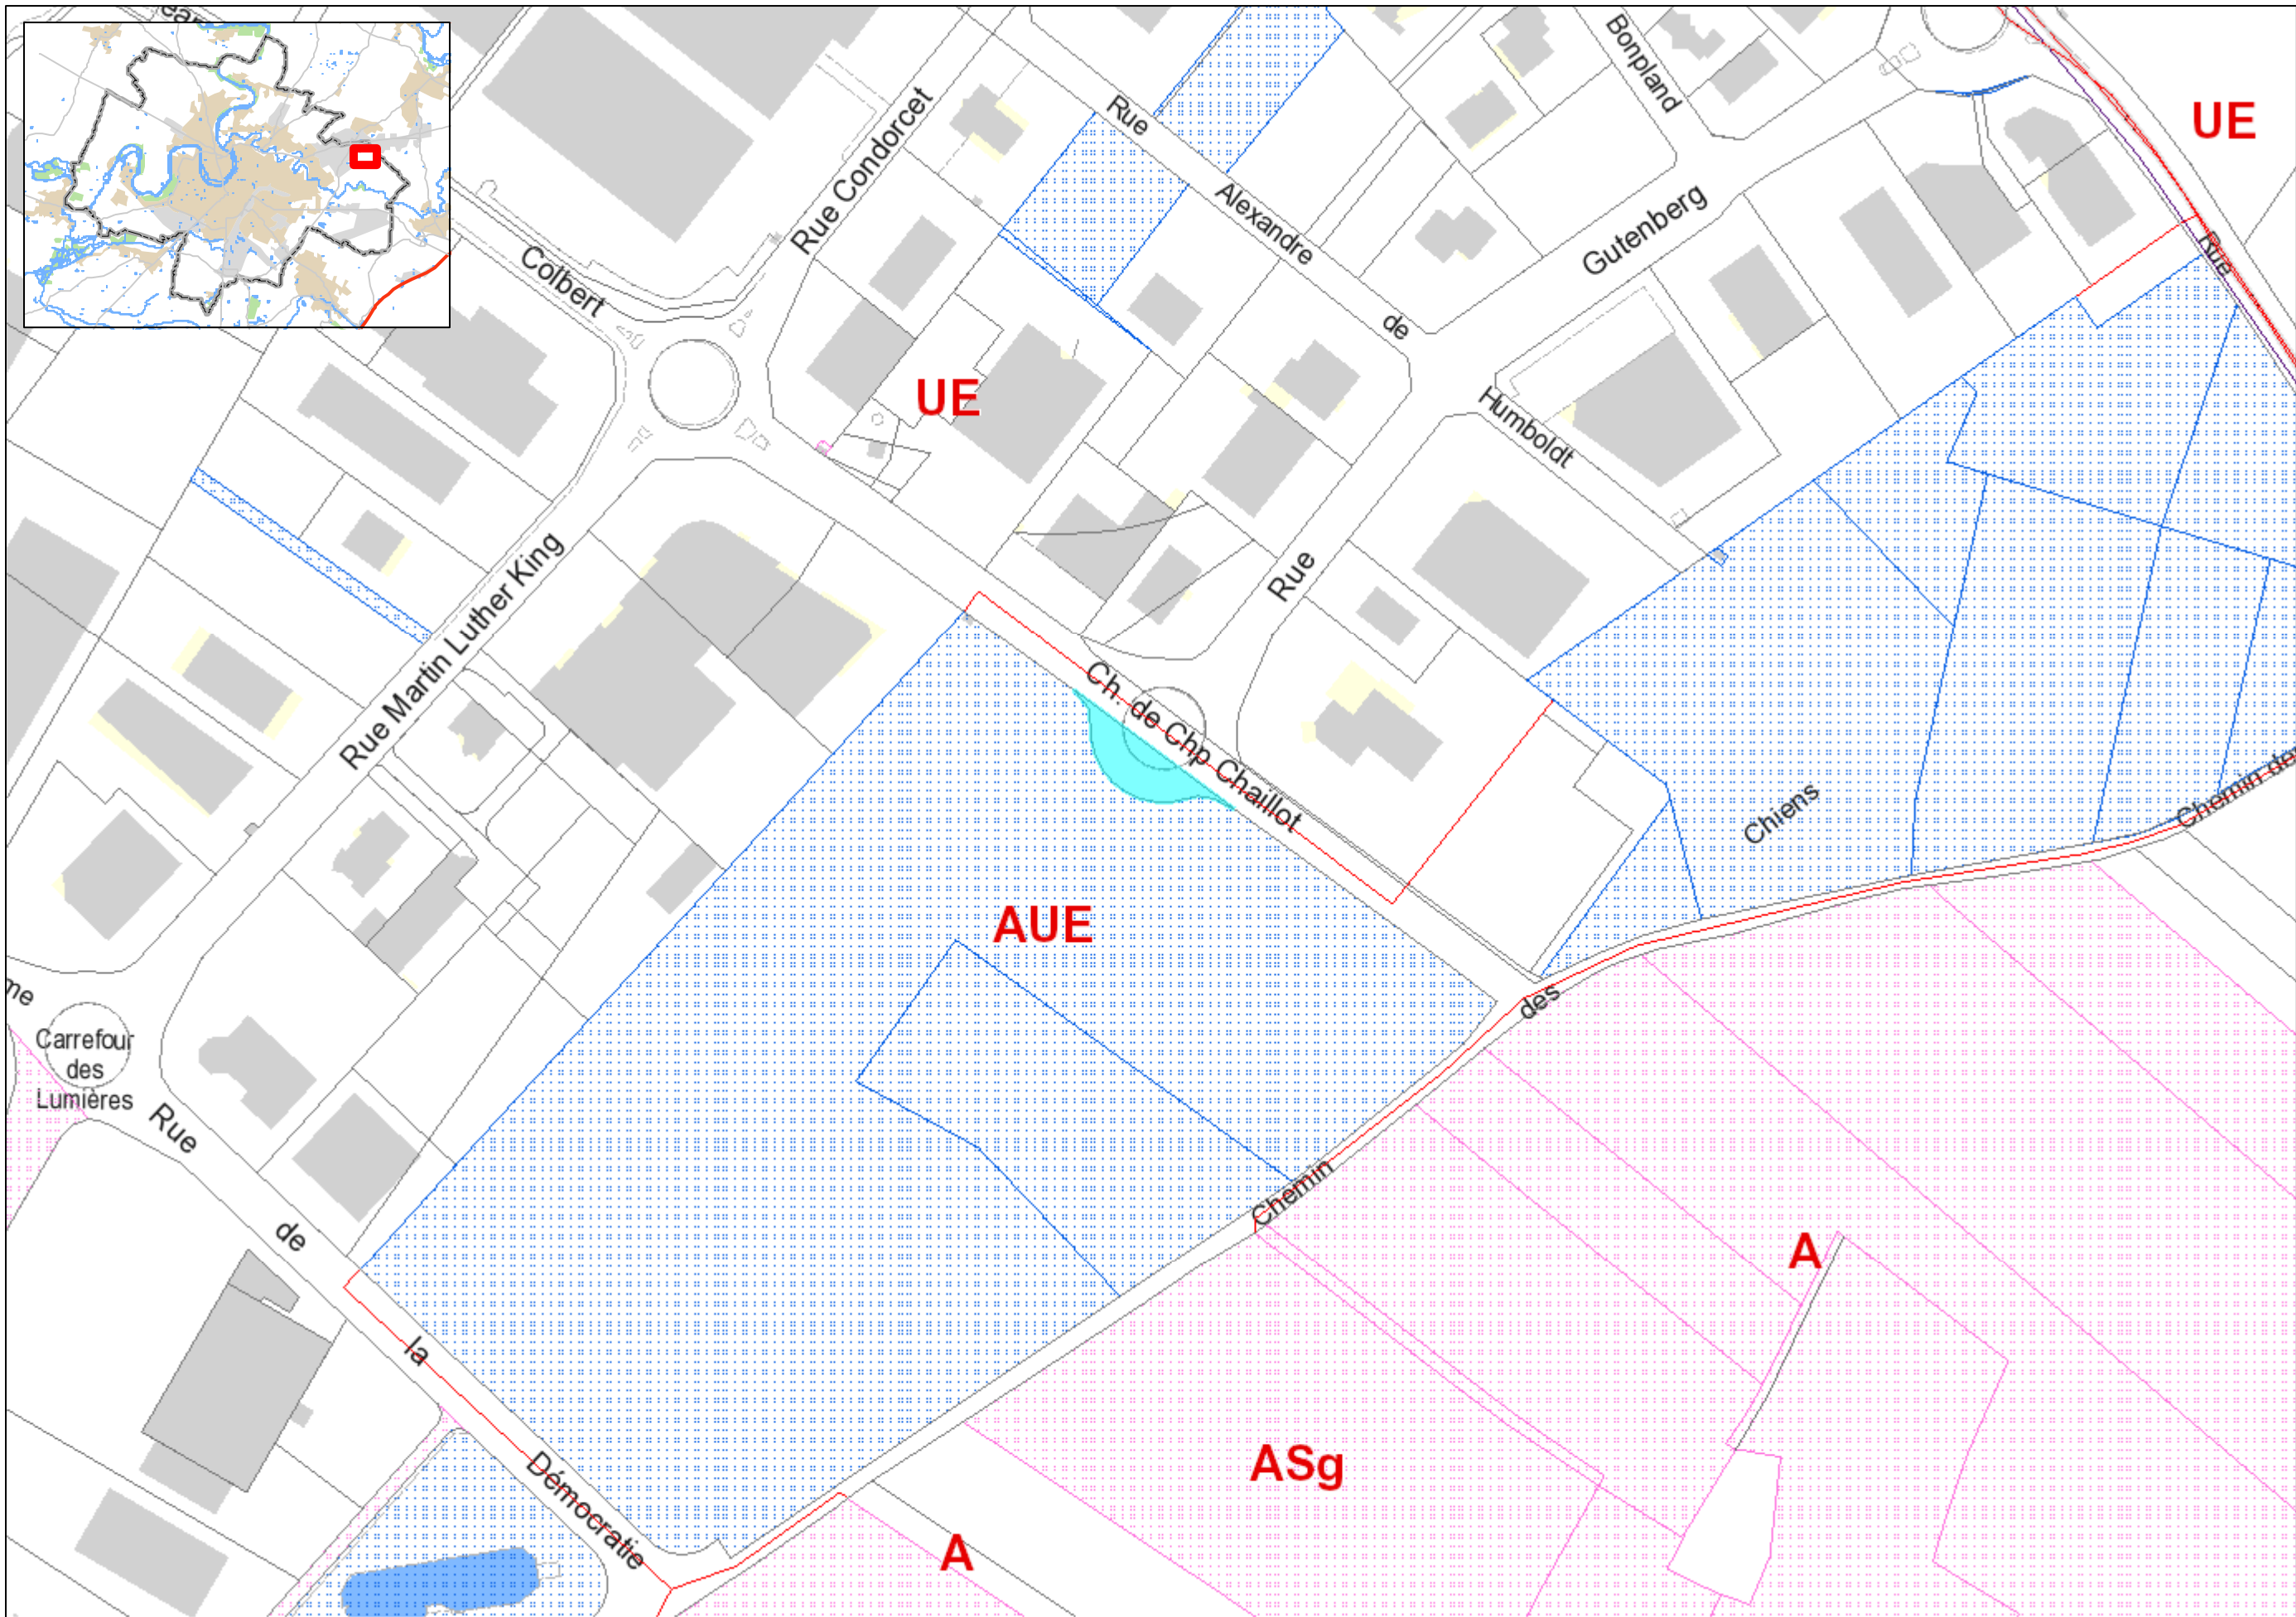 Bonpland
UE
Rue
Rue Condorcet
Alexandre
Gutenberg
Rue
Colbert
de
UE
Humboldt
Rue
Rue Martin Luther King
Ch. de Chp Chaillot
Chiens
Chemin de
AUE
des
Carrefour
des
Lumières
Rue
Chemin
de
A
la
ASg
Démocratie
A